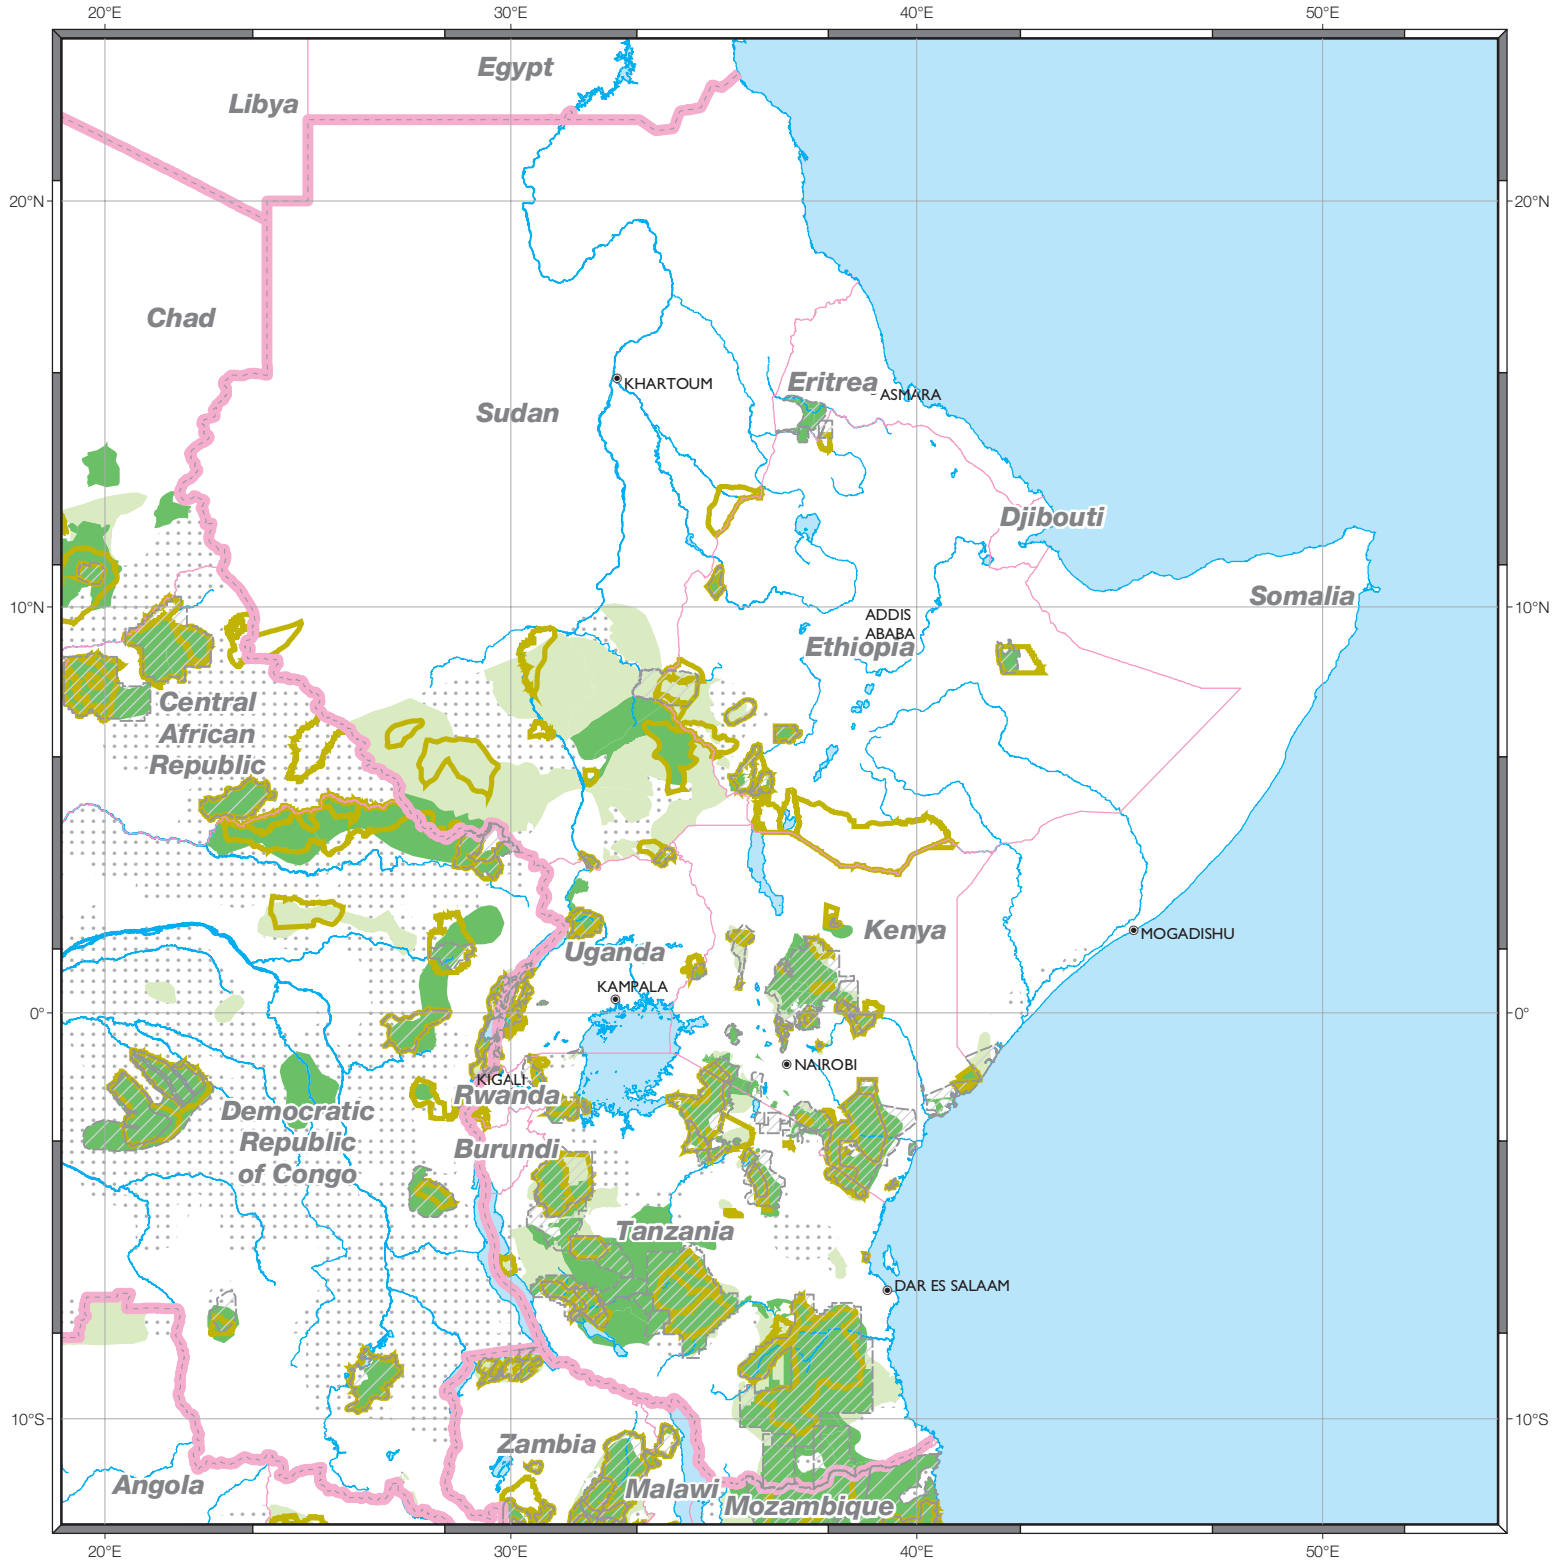 20°E 30°E 40°E 50°E
Egypt
Libya
20°N 20°N
Chad
KHARTOUM
Eritrea
ASMARA
Sudan
Djibouti
Somalia
10°N 10°N
ADDIS
ABABA
Ethiopia
Central
African
Republic
Kenya
MOGADISHU
Uganda
KAMPALA
0° 0°
NAIROBI
KIGALI
Rwanda
Democratic
Republic
of Congo
Burundi
Tanzania
DAR ES SALAAM
10°S 10°S
Zambia
Angola
Malawi
Mozambique
20°E 30°E 40°E 50°E